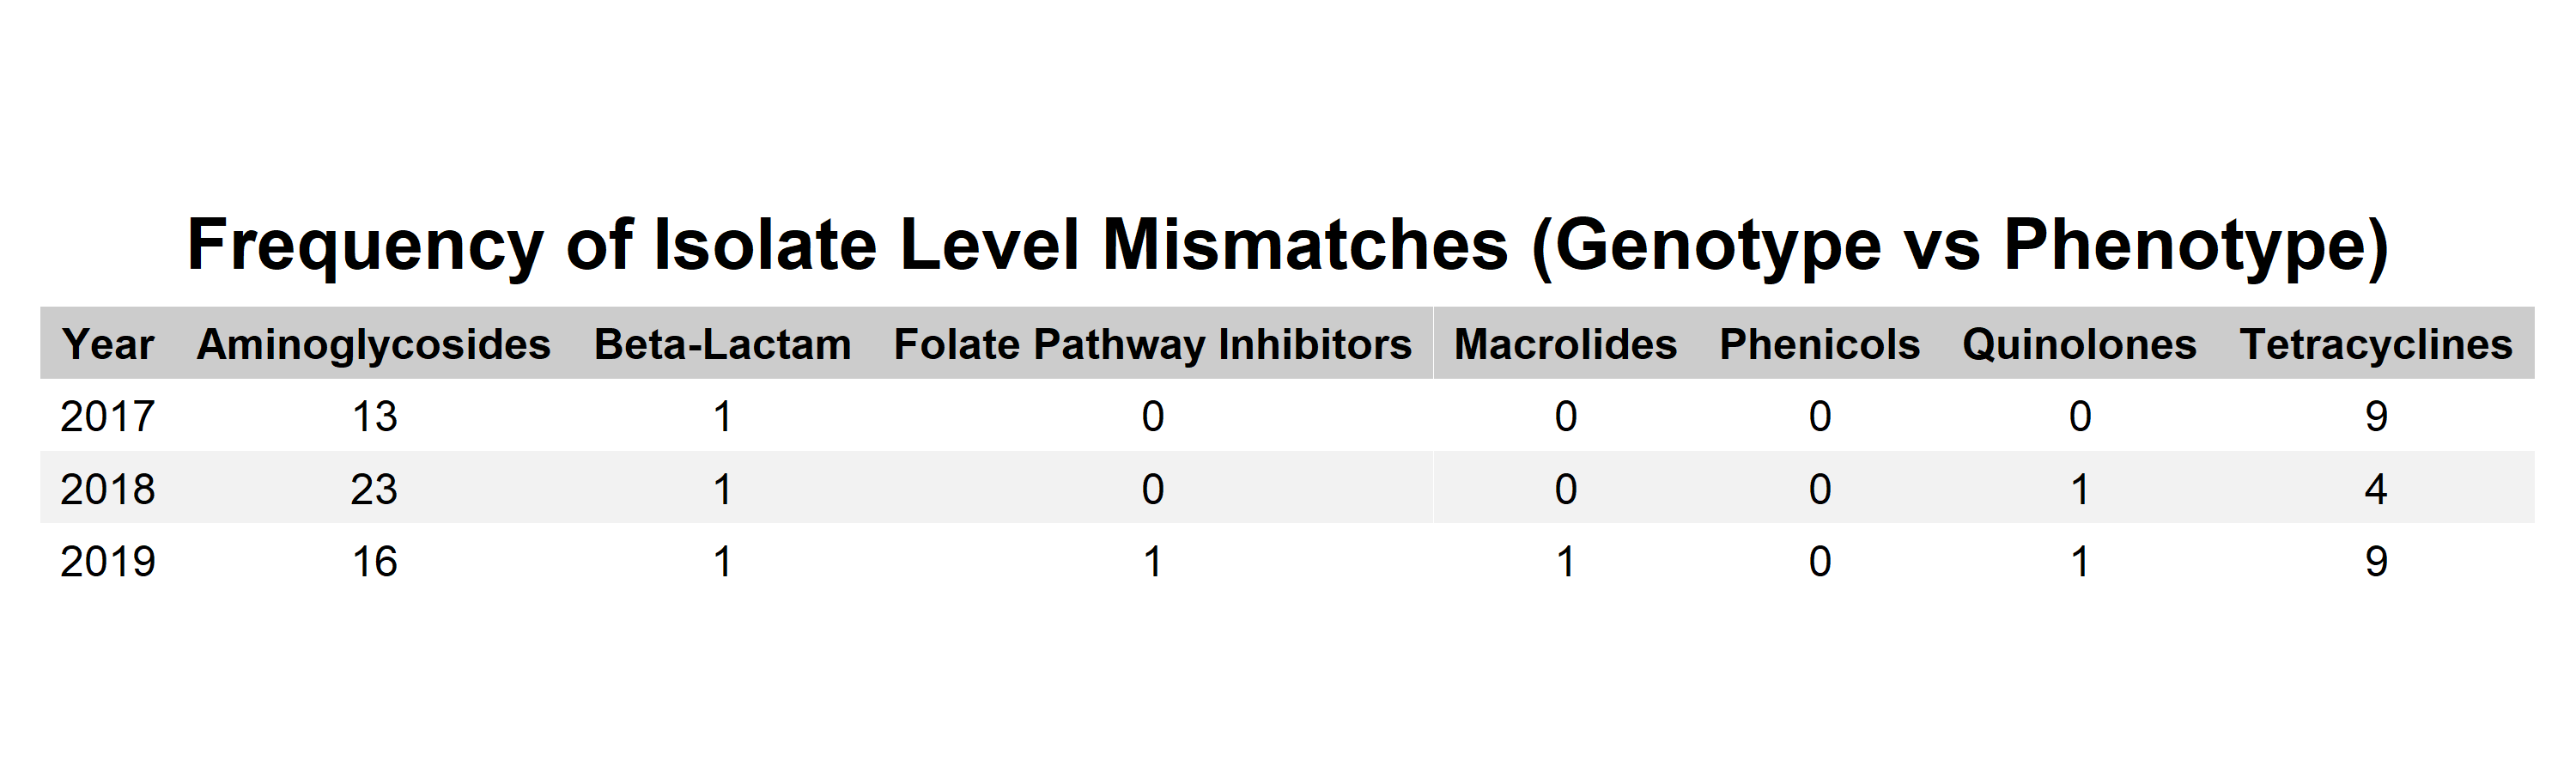 Frequency of Isolate Level Mismatches (Genotype vs Phenotype)
Year Aminoglycosides Beta-Lactam Folate Pathway Inhibitors Macrolides Phenicols Quinolones Tetracyclines
2017 13 1 0 0 0 0 9
2018 23 1 0 0 0 1 4
2019 16 1 1 1 0 1 9